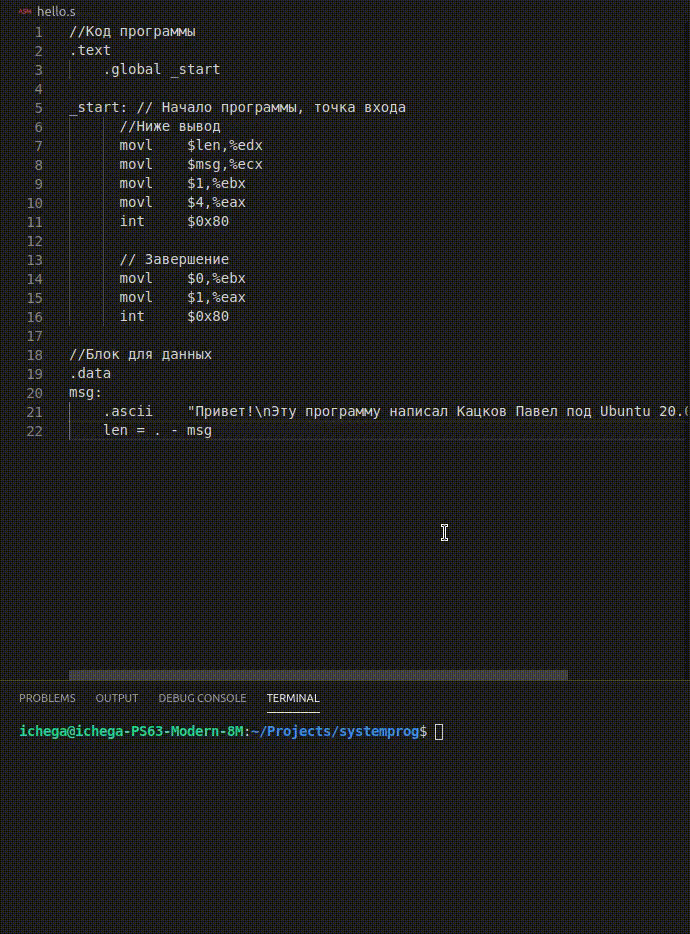 ASM hello.s
1 //Код программы
2 .text
3 .global _start
4
5 _start: // Начало программы, точка входа
6 //Ниже вывод
7 movl $len,%edx
8 movl $msg,%ecx
9 movl $1,%ebx
10 movl $4,%eax
11 int $0x80
12
13 // Завершение
14 movl $0,%ebx
15 movl $1,%eax
16 int $0x80
17
18 //Блок для данных
19 .data
20 msg:
21 .ascii "Привет!\nЭту программу написал Кацков Павел под Ubuntu 20.
22 len = . - msg
PROBLEMS OUTPUT DEBUG CONSOLE TERMINAL
ichega@ichega-PS63-Modern-8M:~/Projects/systemprog$